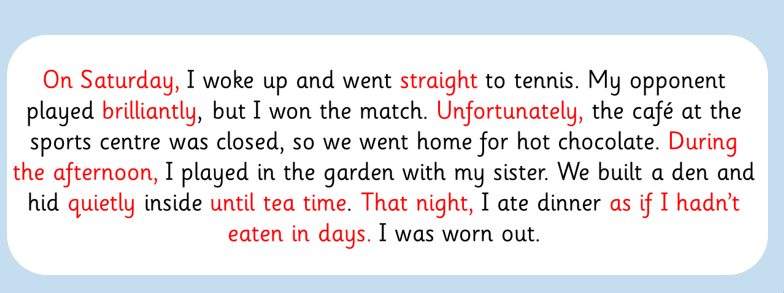 On Saturday, I woke up and went straight to tennis. My opponent
played brilliantly, but I won the match. Unfortunately, the café at the
sports centre was closed, so we went home for hot chocolate. During
the afternoon, I played in the garden with my sister. We built a den and
hid quietly inside until tea time. That night, I ate dinner as if I hadn't
eaten in days. I was worn out.